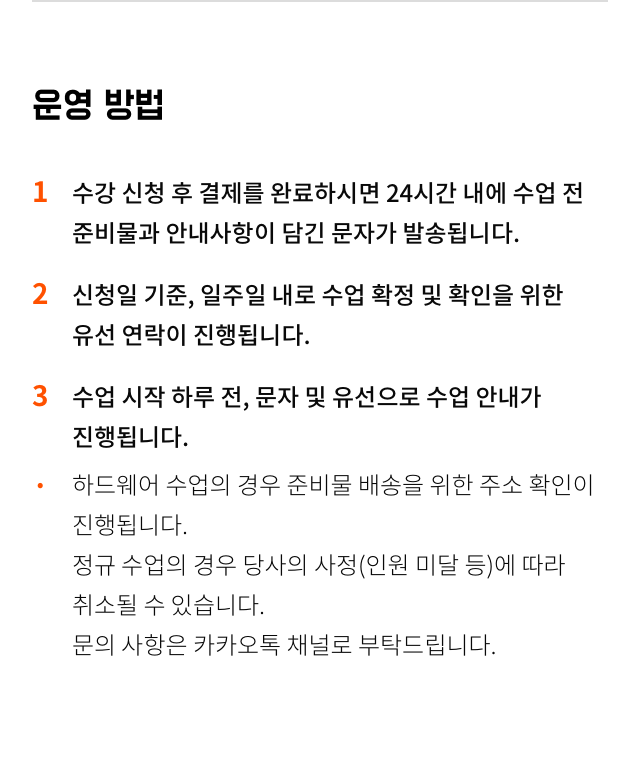 운영 방법
1 수강 신청 후 결제를 완료하시면 24시간 내에 수업 전
준비물과 안내사항이 담긴 문자가 발송됩니다.
2 신청일 기준, 일주일 내로 수업 확정 및 확인을 위한
유선 연락이 진행됩니다.
3 수업 시작 하루 전, 문자 및 유선으로 수업 안내가
진행됩니다.
• 하드웨어 수업의 경우 준비물 배송을 위한 주소 확인이
진행됩니다.
정규 수업의 경우 당사의 사정(인원 미달 등)에 따라
취소될 수 있습니다.
문의 사항은 카카오톡 채널로 부탁드립니다.